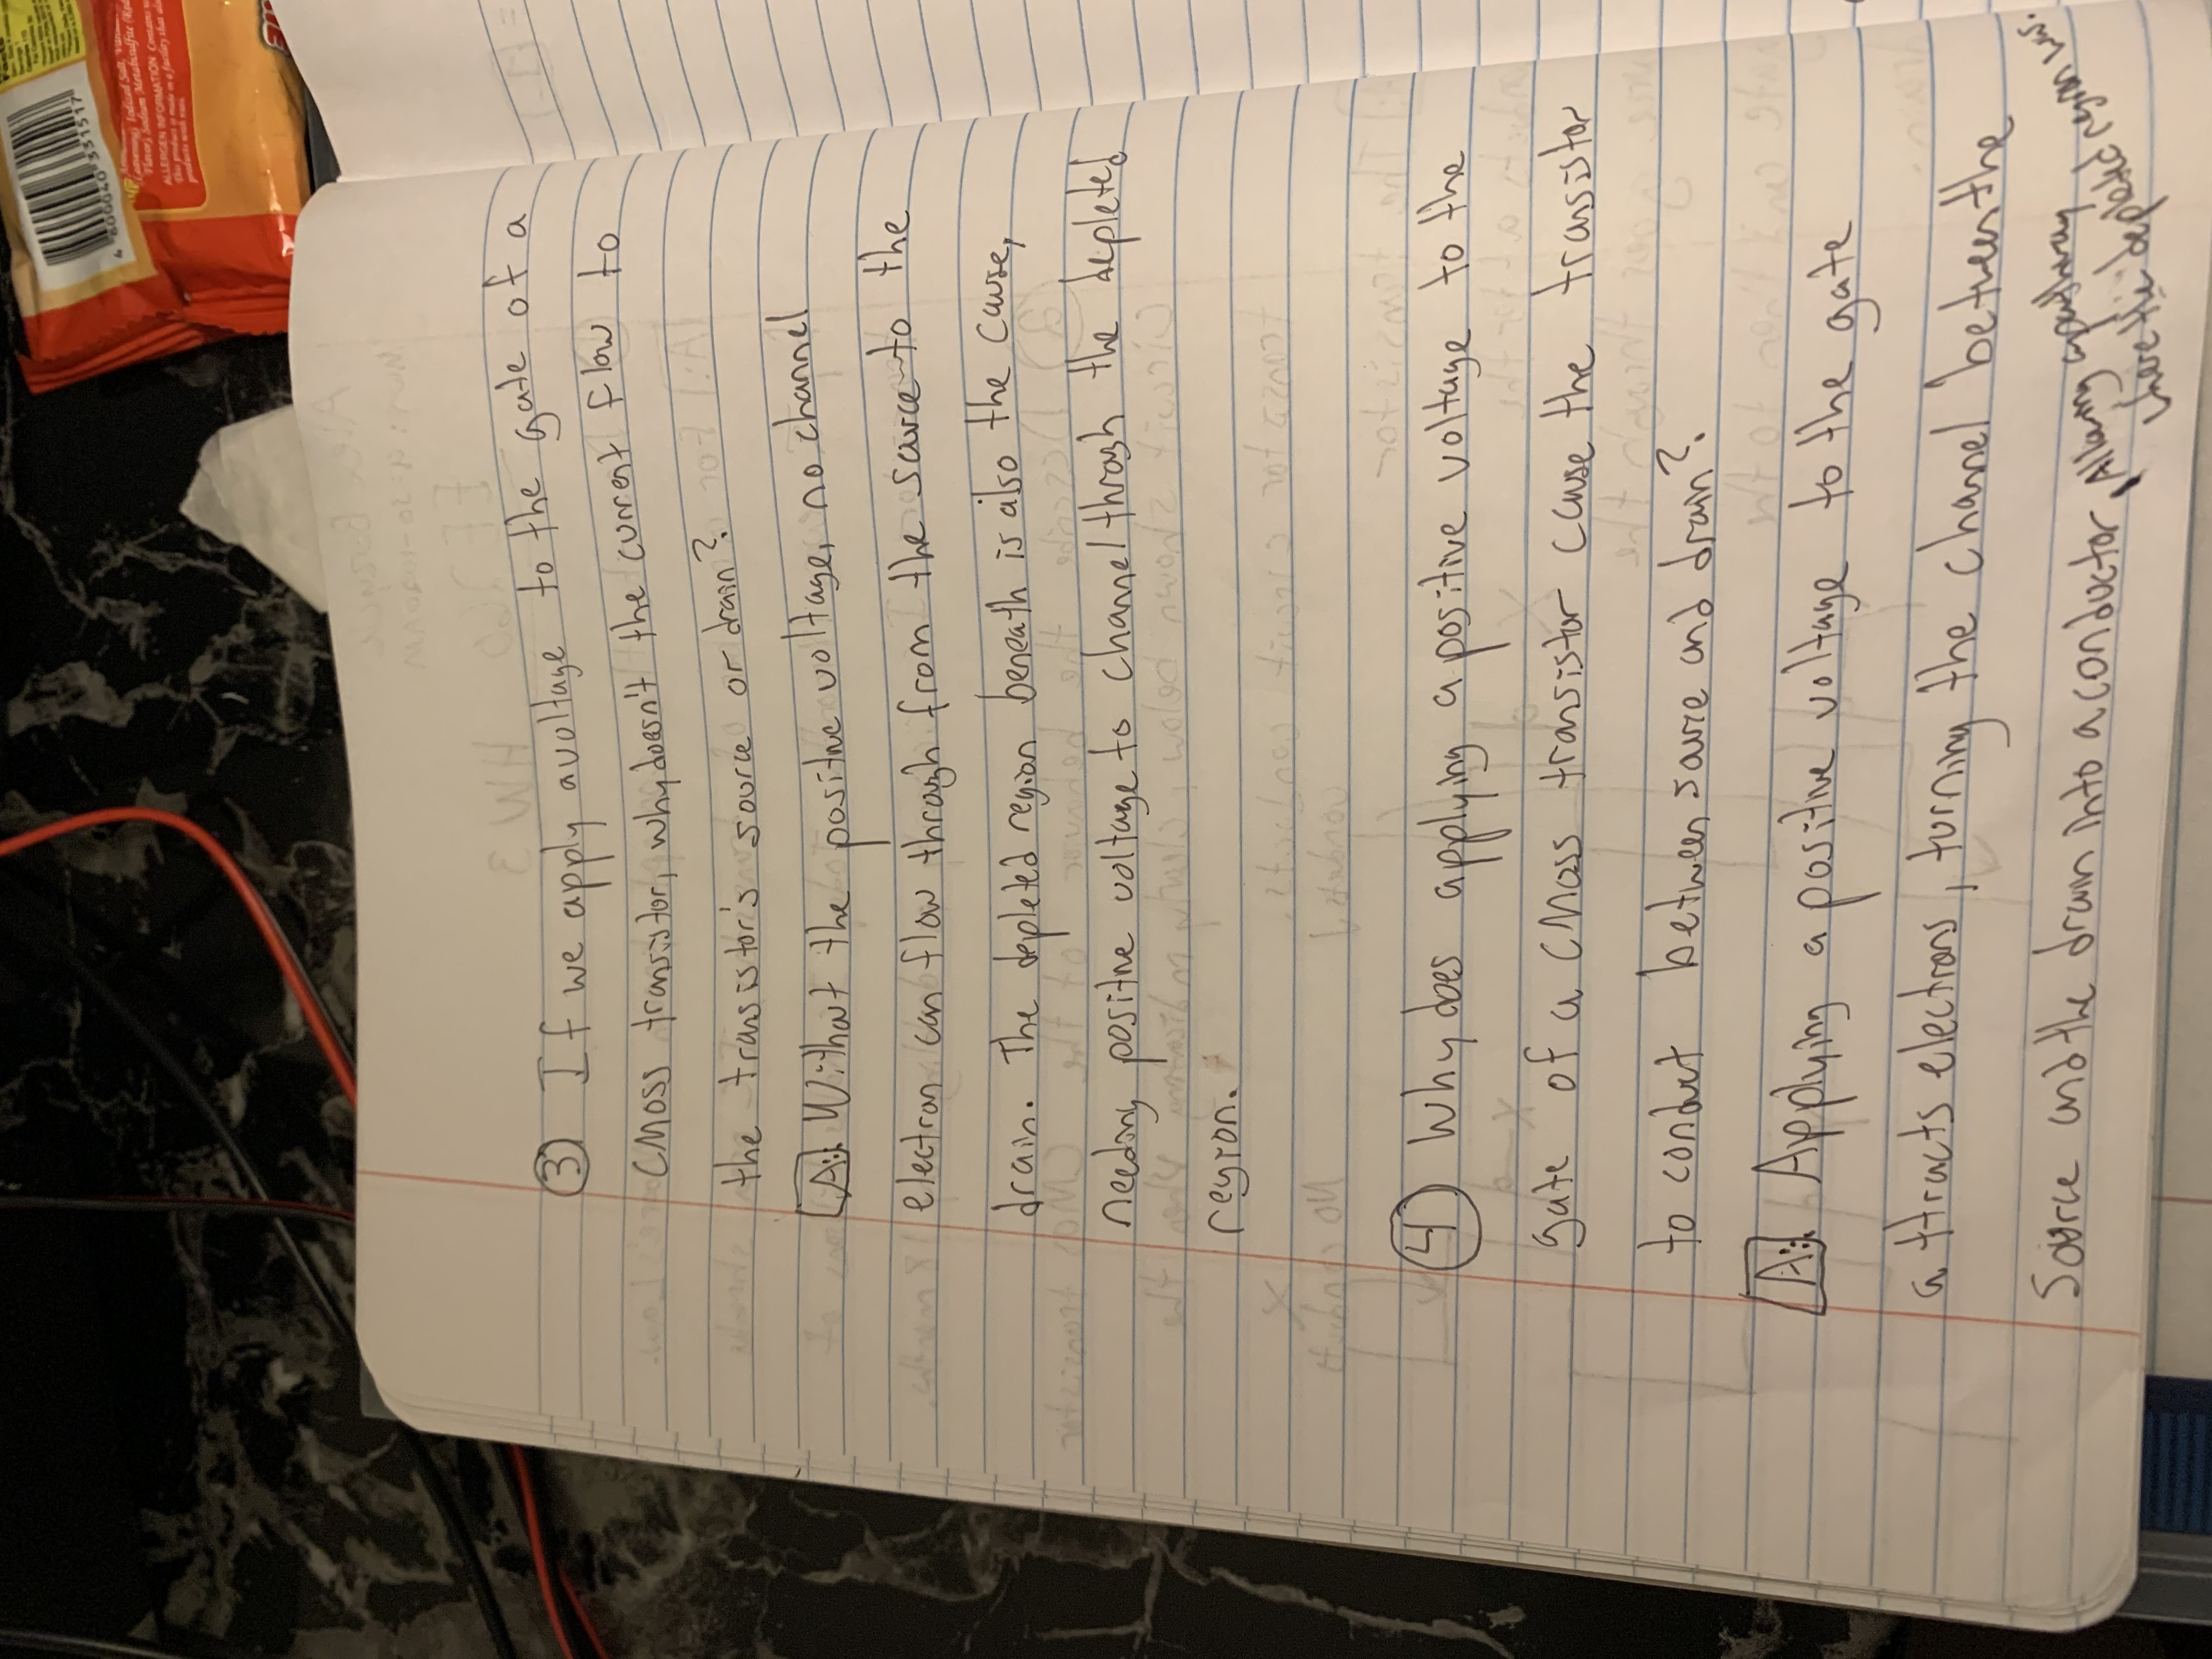 ③ If we apply a voltage to the gate of a
CMOSS transistor, why doesn't the current flow to
the transistor's source or drain?
A: Without the positive voltage, no channel
electron can flow through from the source to the
drain. The depleted region beneath is also the cause,
needing positive voltage to channel through the depleted
region.
④ Why does applying a positive voltage to the
gate of a CMOSS transistor cause the transistor
to conduct between source and drain?
A: Applying a positive voltage to the gate
attracts electrons, turning the channel between the
Source and the drain into a conductor, Allowing a pathway
where the depleted region was.
4 800040 331517
ALLERGEN INFORMATION: